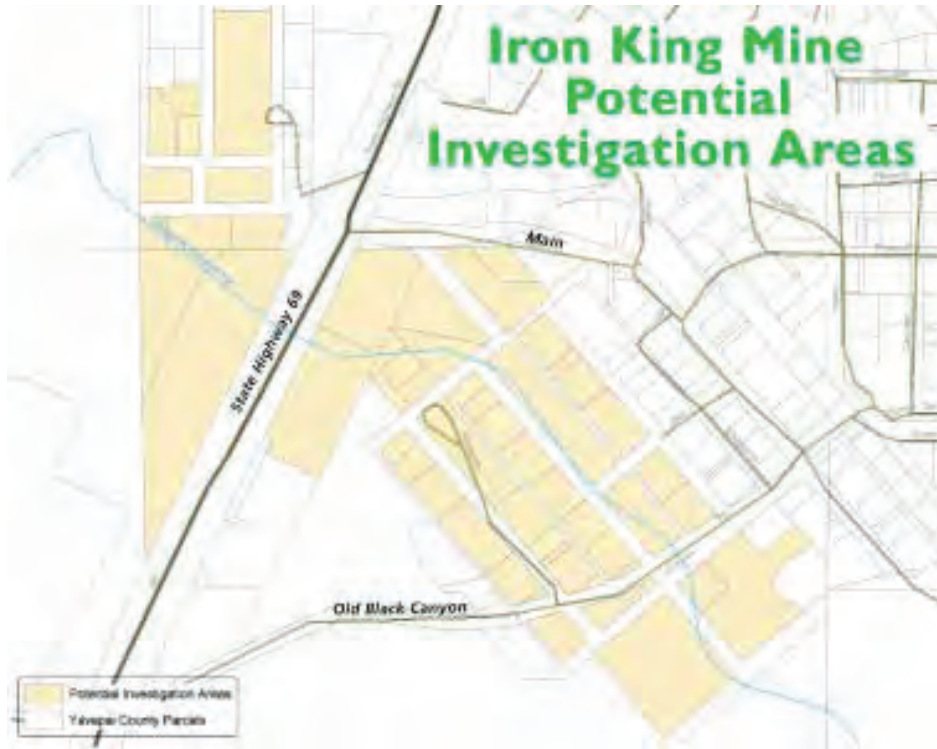 Iron King Mine
Potential
Investigation Areas
Main
State Highway 69
Old Black Canyon
Potential Investigation Areas
Yavapai County Parcels